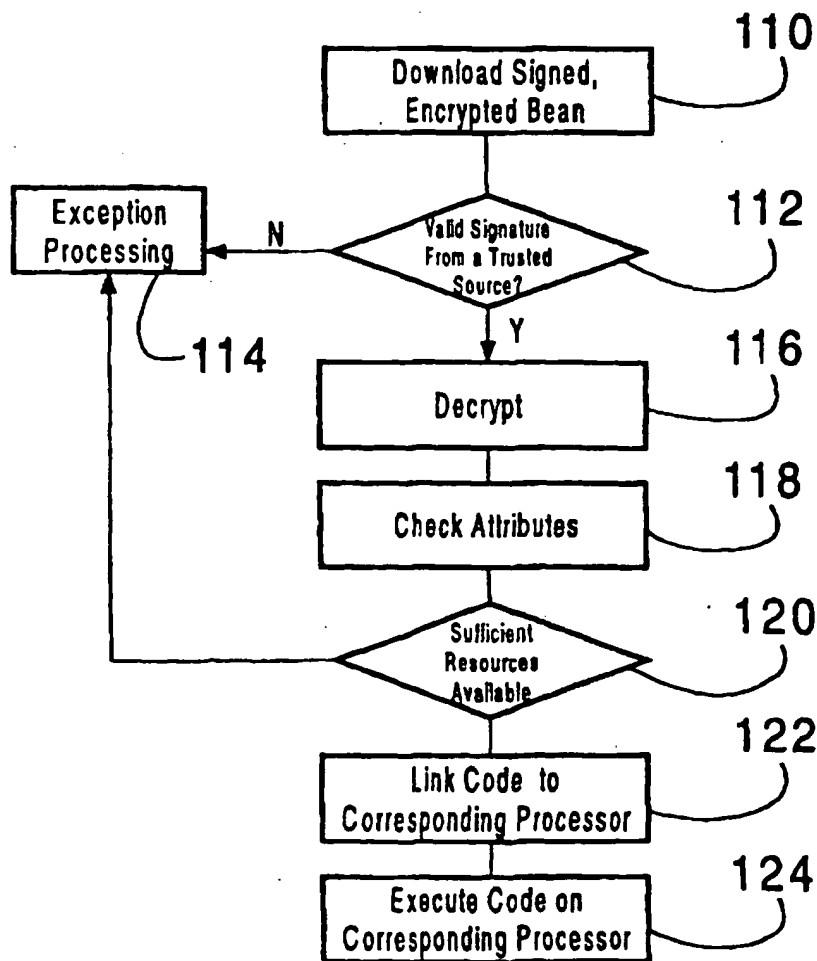 110
Download Signed,
Encrypted Bean
112
Valid Signature
From a Trusted
Source?
N
Exception
Processing
114
Y
116
Decrypt
118
Check Attributes
120
Sufficient
Resources
Available
122
Link Code to
Corresponding Processor
124
Execute Code on
Corresponding Processor